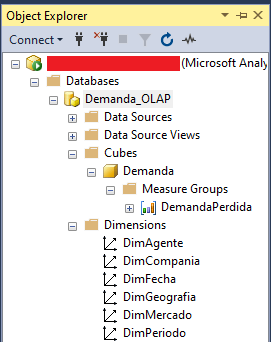 Object Explorer
Connect
(Microsoft Analy
Databases
Demanda_OLAP
Data Sources
Data Source Views
Cubes
Demanda
Measure Groups
DemandaPerdida
Dimensions
DimAgente
DimCompania
DimFecha
DimGeografia
DimMercado
DimPeriodo